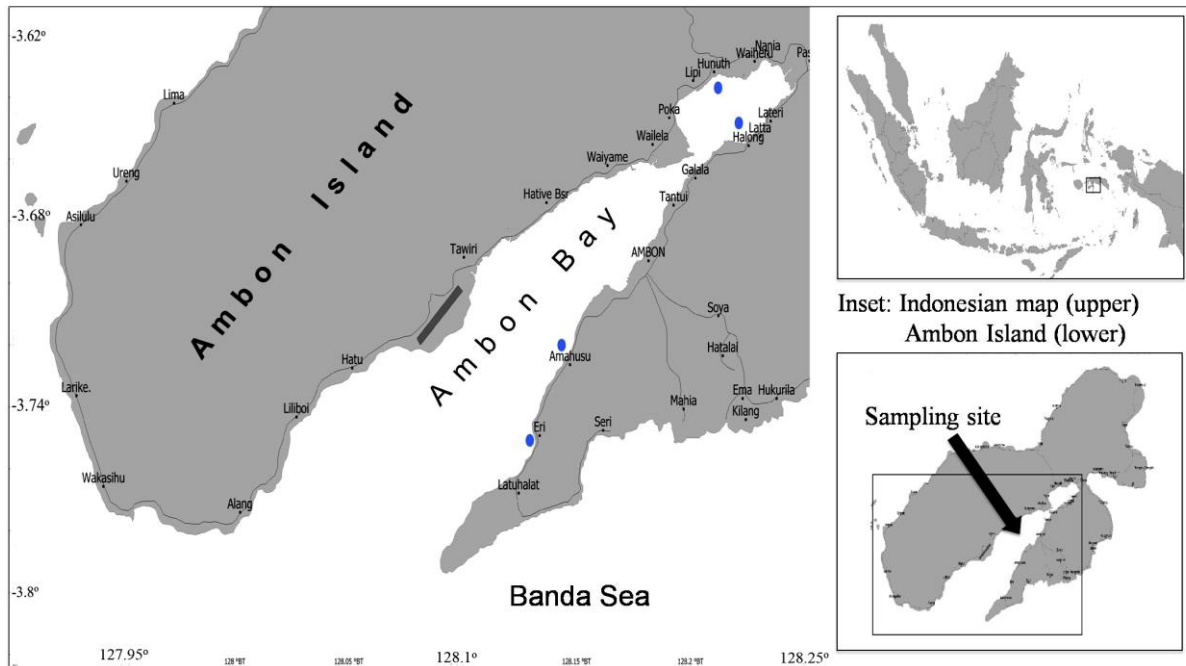 -3.62°
Nania
Waiheru
Pas
Hunuth
Lipi
Lima
Poka
Lateri
Latta
Wailela
Halong
Waiyame
Galala
Ureng
Hative Bsr
Tantui
-3.68°
Asilulu
Tawiri
AMBON
Ambon Island
Ambon Bay
Soya
Hatalai
Hatu
Amahusu
Larike.
-3.74°
Liliboi
Mahia
Ema
Hukurila
Kilang
Eri
Seri
Wakasihu
Latuhalat
Alang
-3.8°
Banda Sea
127.95°
128 °BT
128.05 °BT
128.1°
128.15 °BT
128.2 °BT
128.25°
Inset: Indonesian map (upper)
Ambon Island (lower)
Sampling site